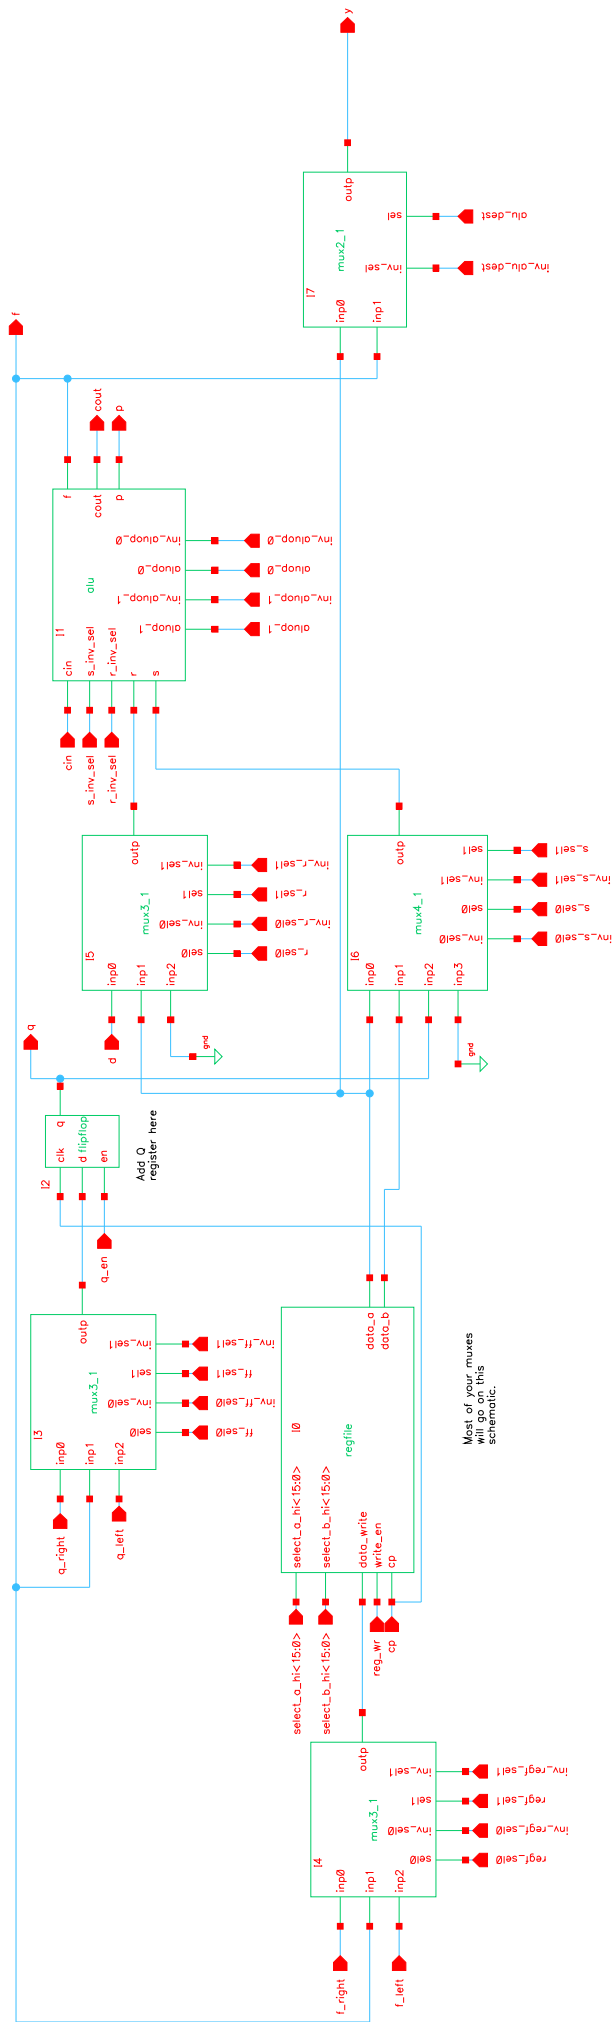 y
outp
sel
alu_dest
mux2_1
inv_sel
inv_alu_dest
I7
inp0
inp1
f
cout
p
f
cout
p
inv_aluop_0
inv_aluop_0
aluop_0
aluop_0
alu
inv_aluop_1
inv_aluop_1
aluop_1
aluop_1
I1
cin
s_inv_sel
r_inv_sel
r
s
cin
s_inv_sel
r_inv_sel
outp
inv_sel1
inv_r_sel1
sel1
r_sel1
mux3_1
inv_sel0
inv_r_sel0
sel0
r_sel0
I5
inp0
inp1
inp2
d
gnd
outp
sel1
s_sel1
inv_sel1
inv_s_sel1
mux4_1
sel0
s_sel0
inv_sel0
inv_s_sel0
I6
inp0
inp1
inp2
inp3
gnd
q
q
flipflop
clk
d
en
I2
q_en
Add Q
register here
outp
inv_sel1
inv_ff_sel1
sel1
ff_sel1
mux3_1
inv_sel0
inv_ff_sel0
sel0
ff_sel0
I3
inp0
inp1
inp2
q_right
q_left
data_a
data_b
I0
regfile
select_a_hi<15:0>
select_b_hi<15:0>
data_write
write_en
cp
select_a_hi<15:0>
select_b_hi<15:0>
reg_wr
cp
Most of your muxes
will go on this
schematic.
outp
inv_sel1
inv_regf_sel1
sel1
regf_sel1
mux3_1
inv_sel0
inv_regf_sel0
sel0
regf_sel0
I4
inp0
inp1
inp2
f_right
f_left